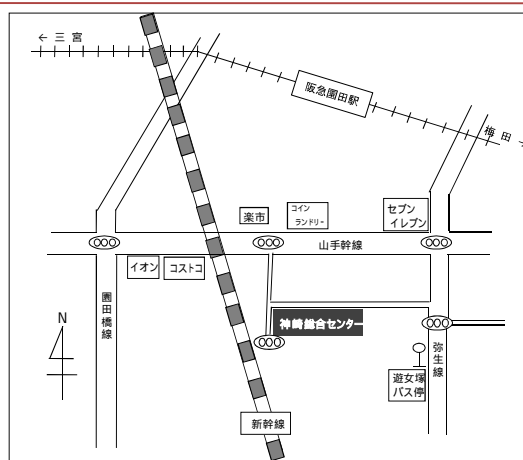 ← 三宮
阪急園田駅
梅田 →
楽市
コイン
ランドリー
セブン
イレブン
山手幹線
イオン
コストコ
園田橋線
N
神崎総合センター
弥生線
遊女塚
バス停
新幹線